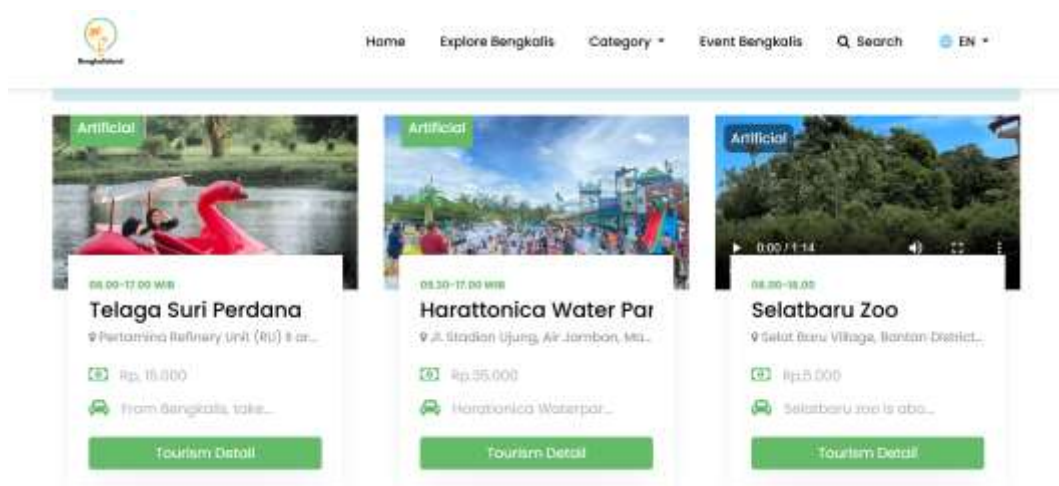 BengkalisLand
Home Explore Bengkalis Category Event Bengkalis Search EN
Artificial
08.00-17.00 WIB
Telaga Suri Perdana
Pertamina Refinery Unit (RU) II ar...
Rp. 15.000
From Bengkalis, take...
Tourism Detail
Artificial
08.30-17.00 WIB
Harattonica Water Par
Jl. Stadion Ujung, Air Jamban, Ma...
Rp.35.000
Haratonica Waterpar...
Tourism Detail
Artificial
0:00 / 1:14
08.00-18.00
Selatbaru Zoo
Selat Baru Village, Bantan District...
Rp.5.000
Selatbaru zoo is abo...
Tourism Detail